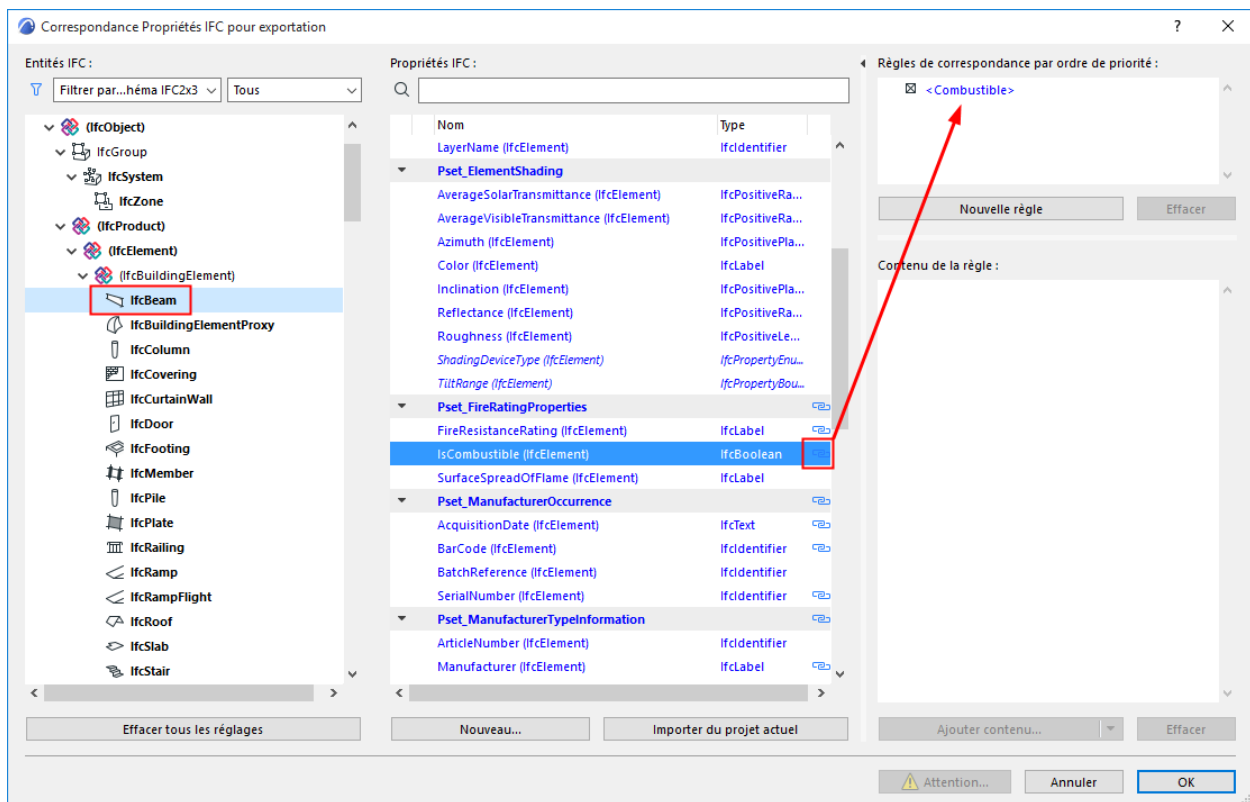 Correspondance Propriétés IFC pour exportation
?
Entités IFC :
Filtrer par...héma IFC2x3
Tous
(IfcObject)
IfcGroup
IfcSystem
IfcZone
(IfcProduct)
(IfcElement)
(IfcBuildingElement)
IfcBeam
IfcBuildingElementProxy
IfcColumn
IfcCovering
IfcCurtainWall
IfcDoor
IfcFooting
IfcMember
IfcPile
IfcPlate
IfcRailing
IfcRamp
IfcRampFlight
IfcRoof
IfcSlab
IfcStair
Effacer tous les réglages
Propriétés IFC :
Nom Type
LayerName (IfcElement) IfcIdentifier
Pset_ElementShading
AverageSolarTransmittance (IfcElement) IfcPositiveRa...
AverageVisibleTransmittance (IfcElement) IfcPositiveRa...
Azimuth (IfcElement) IfcPositivePla...
Color (IfcElement) IfcLabel
Inclination (IfcElement) IfcPositivePla...
Reflectance (IfcElement) IfcPositiveRa...
Roughness (IfcElement) IfcPositiveLe...
ShadingDeviceType (IfcElement) IfcPropertyEnu...
TiltRange (IfcElement) IfcPropertyBou...
Pset_FireRatingProperties
FireResistanceRating (IfcElement) IfcLabel
IsCombustible (IfcElement) IfcBoolean
SurfaceSpreadOfFlame (IfcElement) IfcLabel
Pset_ManufacturerOccurrence
AcquisitionDate (IfcElement) IfcText
BarCode (IfcElement) IfcIdentifier
BatchReference (IfcElement) IfcIdentifier
SerialNumber (IfcElement) IfcIdentifier
Pset_ManufacturerTypeInformation
ArticleNumber (IfcElement) IfcIdentifier
Manufacturer (IfcElement) IfcLabel
Nouveau...
Importer du projet actuel
Règles de correspondance par ordre de priorité :
<Combustible>
Nouvelle règle
Effacer
Contenu de la règle :
Ajouter contenu...
Effacer
Attention...
Annuler
OK